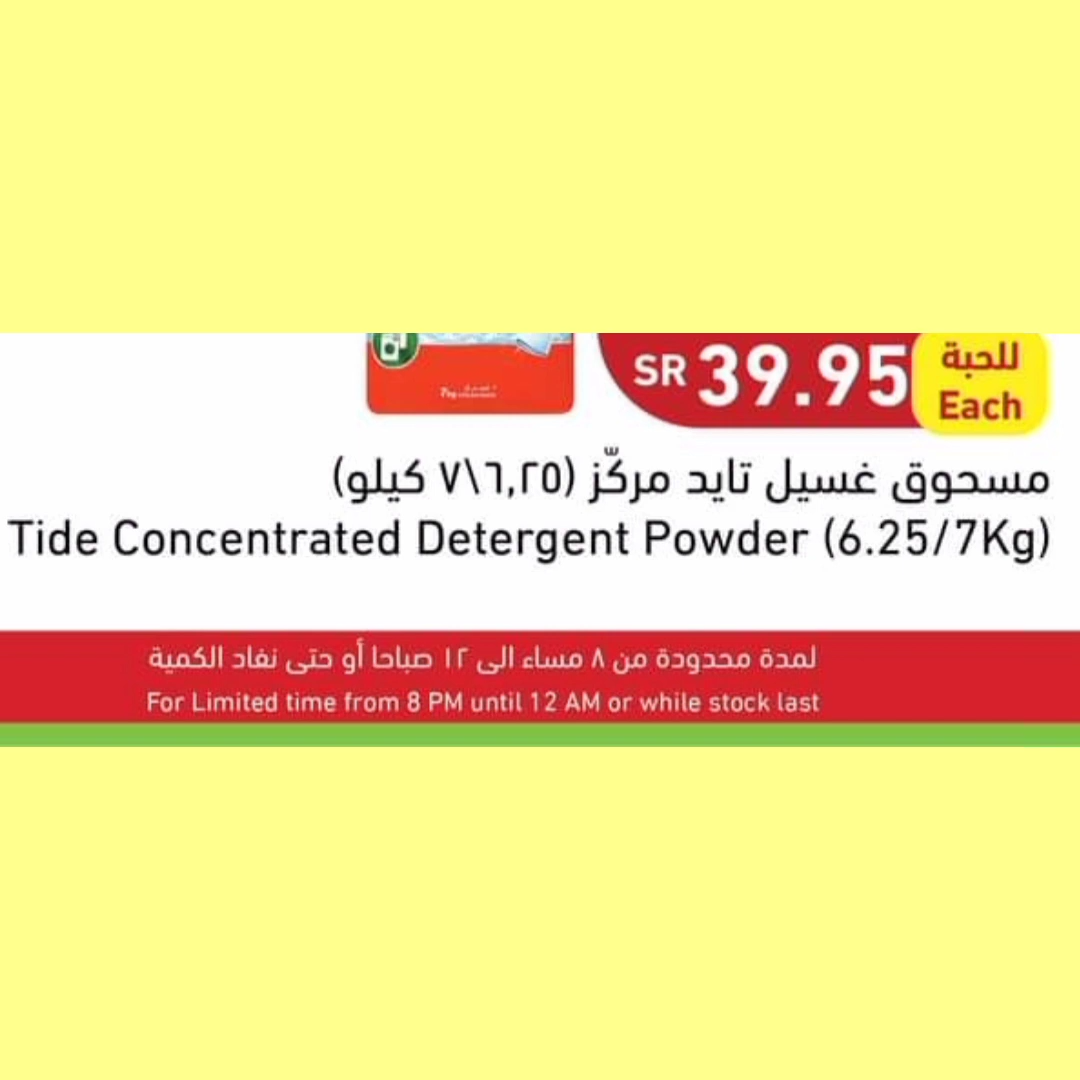 SR 39.95
للحبة
Each
7kg
مسحوق غسيل تايد مركّز (٦,٢٥\٧ كيلو)
Tide Concentrated Detergent Powder (6.25/7Kg)
لمدة محدودة من ٨ مساء الى ١٢ صباحا أو حتى نفاد الكمية
For Limited time from 8 PM until 12 AM or while stock last